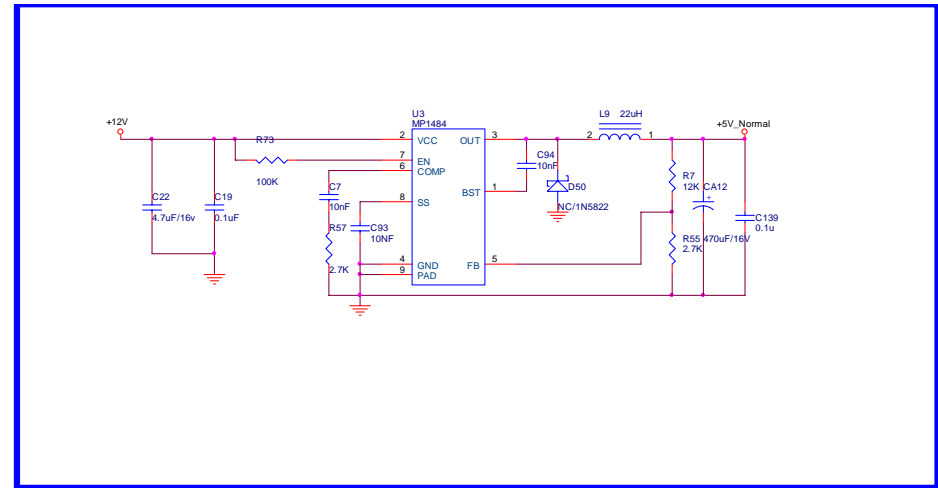 U3
MP1484
L9 22uH
+12V
+5V_Normal
2 VCC OUT 3
2 1
R73
7 EN
6 COMP
100K
C94
10nF
R7
12K CA12
C7
10nF
BST 1
D50
C22
4.7uF/16v
C19
0.1uF
8 SS
NC/1N5822
C139
0.1u
R57
C93
10NF
R55 470uF/16V
2.7K
2.7K
4 GND FB 5
9 PAD